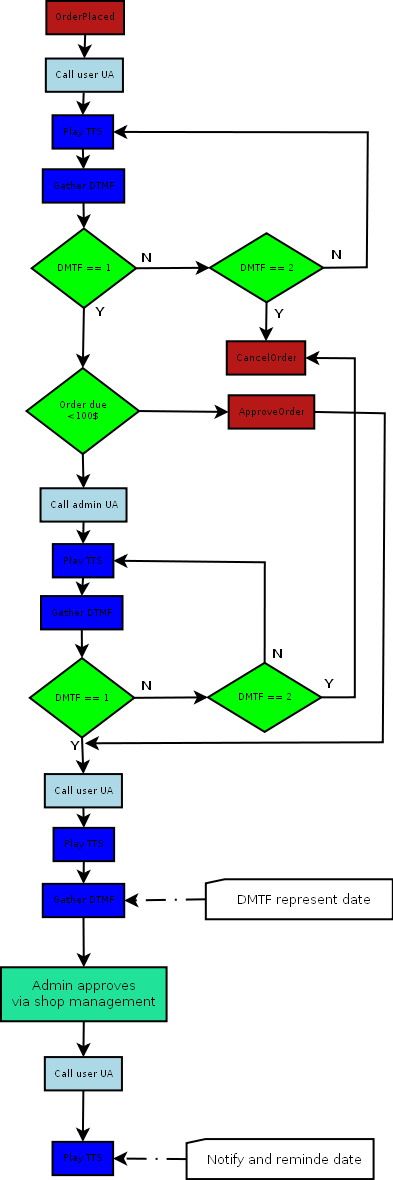 OrderPlaced
Call user UA
Play TTS
Gather DTMF
DMTF == 1
N
DMTF == 2
N
Y
Y
CancelOrder
Order due
<100$
ApproveOrder
Call admin UA
Play TTS
Gather DTMF
N
DMTF == 1
N
DMTF == 2
Y
Y
Call user UA
Play TTS
Gather DTMF
DMTF represent date
Admin approves
via shop management
Call user UA
Play TTS
Notify and reminde date